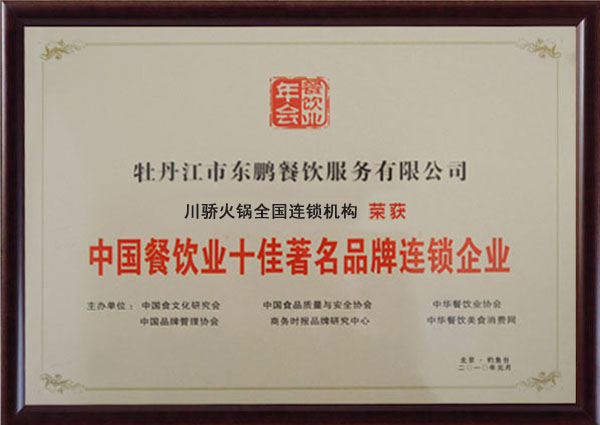 餐饮业
年会
牡丹江市东鹏餐饮服务有限公司
川骄火锅全国连锁机构 荣获
中国餐饮业十佳著名品牌连锁企业
主办单位： 中国食文化研究会 中国食品质量与安全协会 中华餐饮业协会
中国品牌管理协会 商务时报品牌研究中心 中华餐饮美食消费网
北京·钓鱼台
二〇一〇年元月